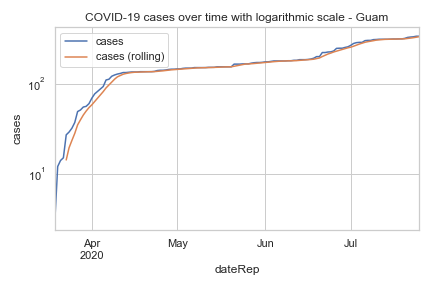 COVID-19 cases over time with logarithmic scale - Guam
cases
cases (rolling)
10²
10¹
cases
Apr
2020
May
Jun
Jul
dateRep